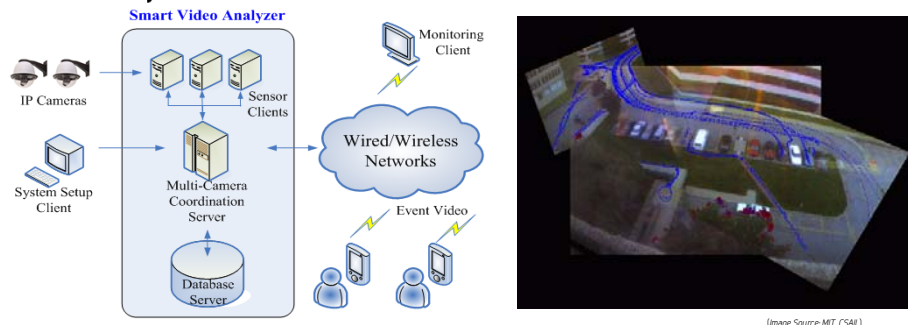 Smart Video Analyzer
IP Cameras
Sensor
Clients
System Setup
Client
Multi-Camera
Coordination
Server
Database
Server
Monitoring
Client
Wired/Wireless
Networks
Event Video
(Image Source: MIT, CSAIL)